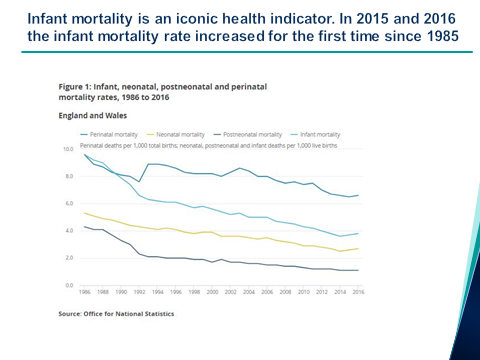 Infant mortality is an iconic health indicator. In 2015 and 2016
the infant mortality rate increased for the first time since 1985
Figure 1: Infant, neonatal, postneonatal and perinatal
mortality rates, 1986 to 2016
England and Wales
Perinatal mortality Neonatal mortality Postneonatal mortality Infant mortality
Perinatal deaths per 1,000 total births; neonatal, postneonatal and infant deaths per 1,000 live births
10.0
8.0
6.0
4.0
2.0
0.0
1986 1988 1990 1992 1994 1996 1998 2000 2002 2004 2006 2008 2010 2012 2014 2016
Source: Office for National Statistics